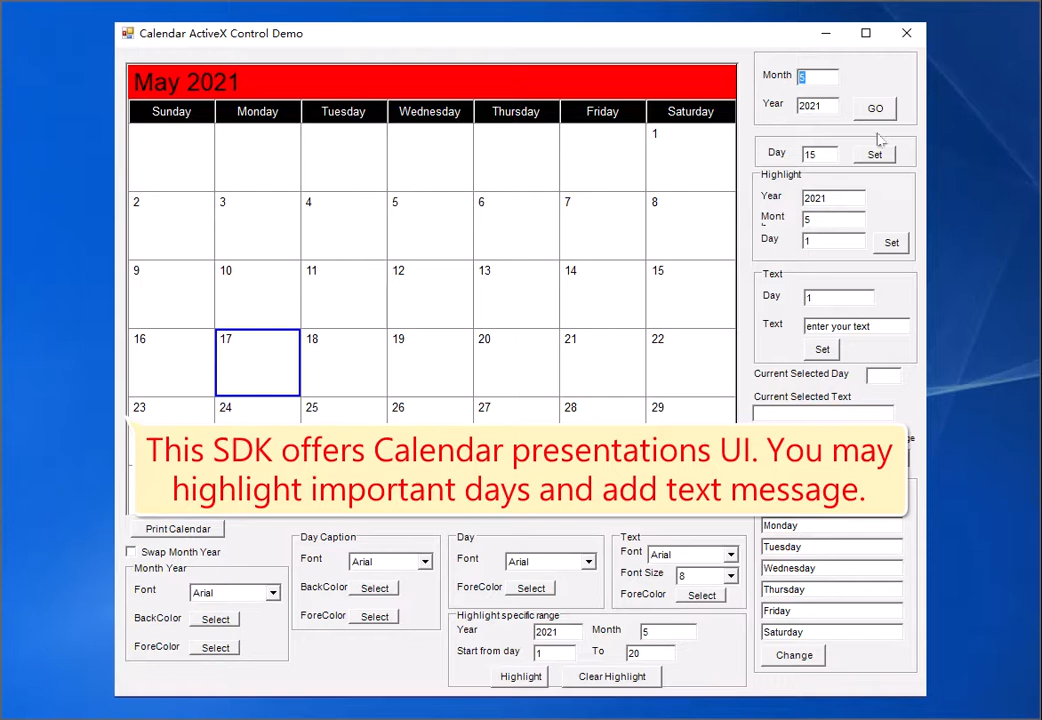 Calendar ActiveX Control Demo
May 2021
Sunday Monday Tuesday Wednesday Thursday Friday Saturday
1
2 3 4 5 6 7 8
9 10 11 12 13 14 15
16 17 18 19 20 21 22
23 24 25 26 27 28 29
Month 5
Year 2021 GO
Day 15 Set
Highlight
Year 2021
Mont 5
Day 1 Set
Text
Day 1
Text enter your text
Set
Current Selected Day
Current Selected Text
This SDK offers Calendar presentations UI. You may
highlight important days and add text message.
Print Calendar
Swap Month Year
Month Year
Font Arial
BackColor Select
ForeColor Select
Day Caption
Font Arial
BackColor Select
ForeColor Select
Day
Font Arial
ForeColor Select
Text
Font Arial
Font Size 8
ForeColor Select
Highlight specific range
Year 2021 Month 5
Start from day 1 To 20
Highlight Clear Highlight
Monday
Tuesday
Wednesday
Thursday
Friday
Saturday
Change